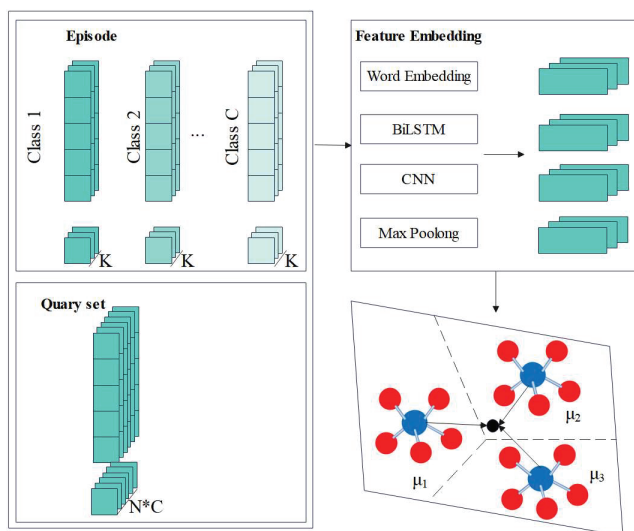 Episode
Class 1
Class 2
...
Class C
K
K
K
Quary set
N*C
Feature Embedding
Word Embedding
BiLSTM
CNN
Max Poolong
μ1
μ2
μ3